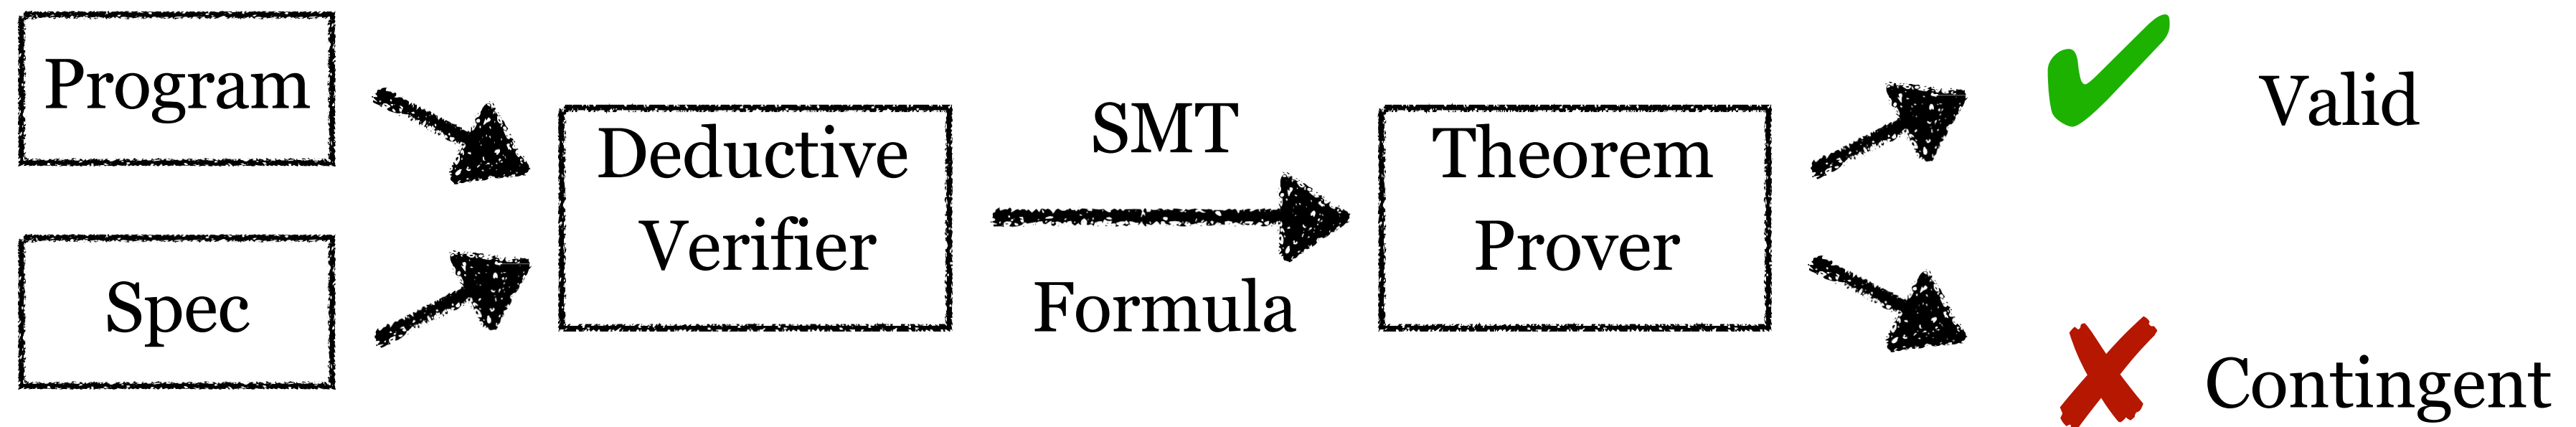 Program
Spec
Deductive
Verifier
SMT
Formula
Theorem
Prover
Valid
Contingent